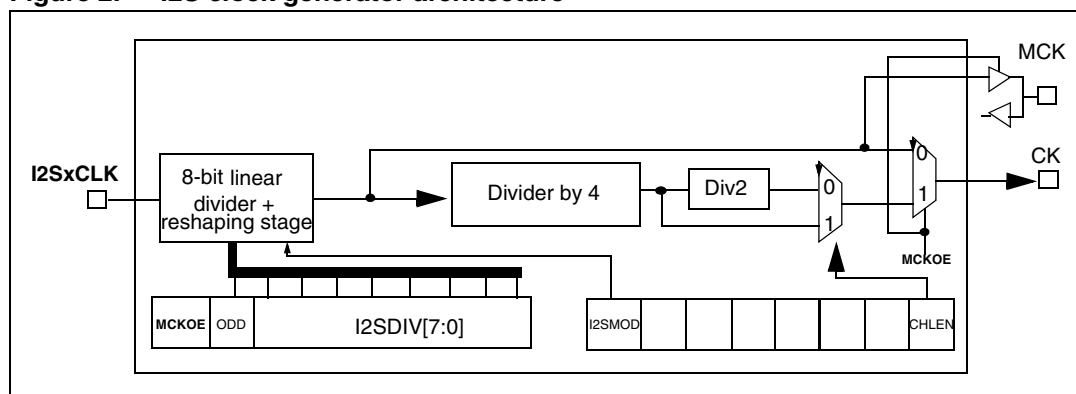 Figure 2. I2S clock generator architecture
MCK
I2SxCLK
8-bit linear
divider +
reshaping stage
Divider by 4
Div2
0
1
0
1
CK
MCKOE
MCKOE
ODD
I2SDIV[7:0]
I2SMOD
CHLEN